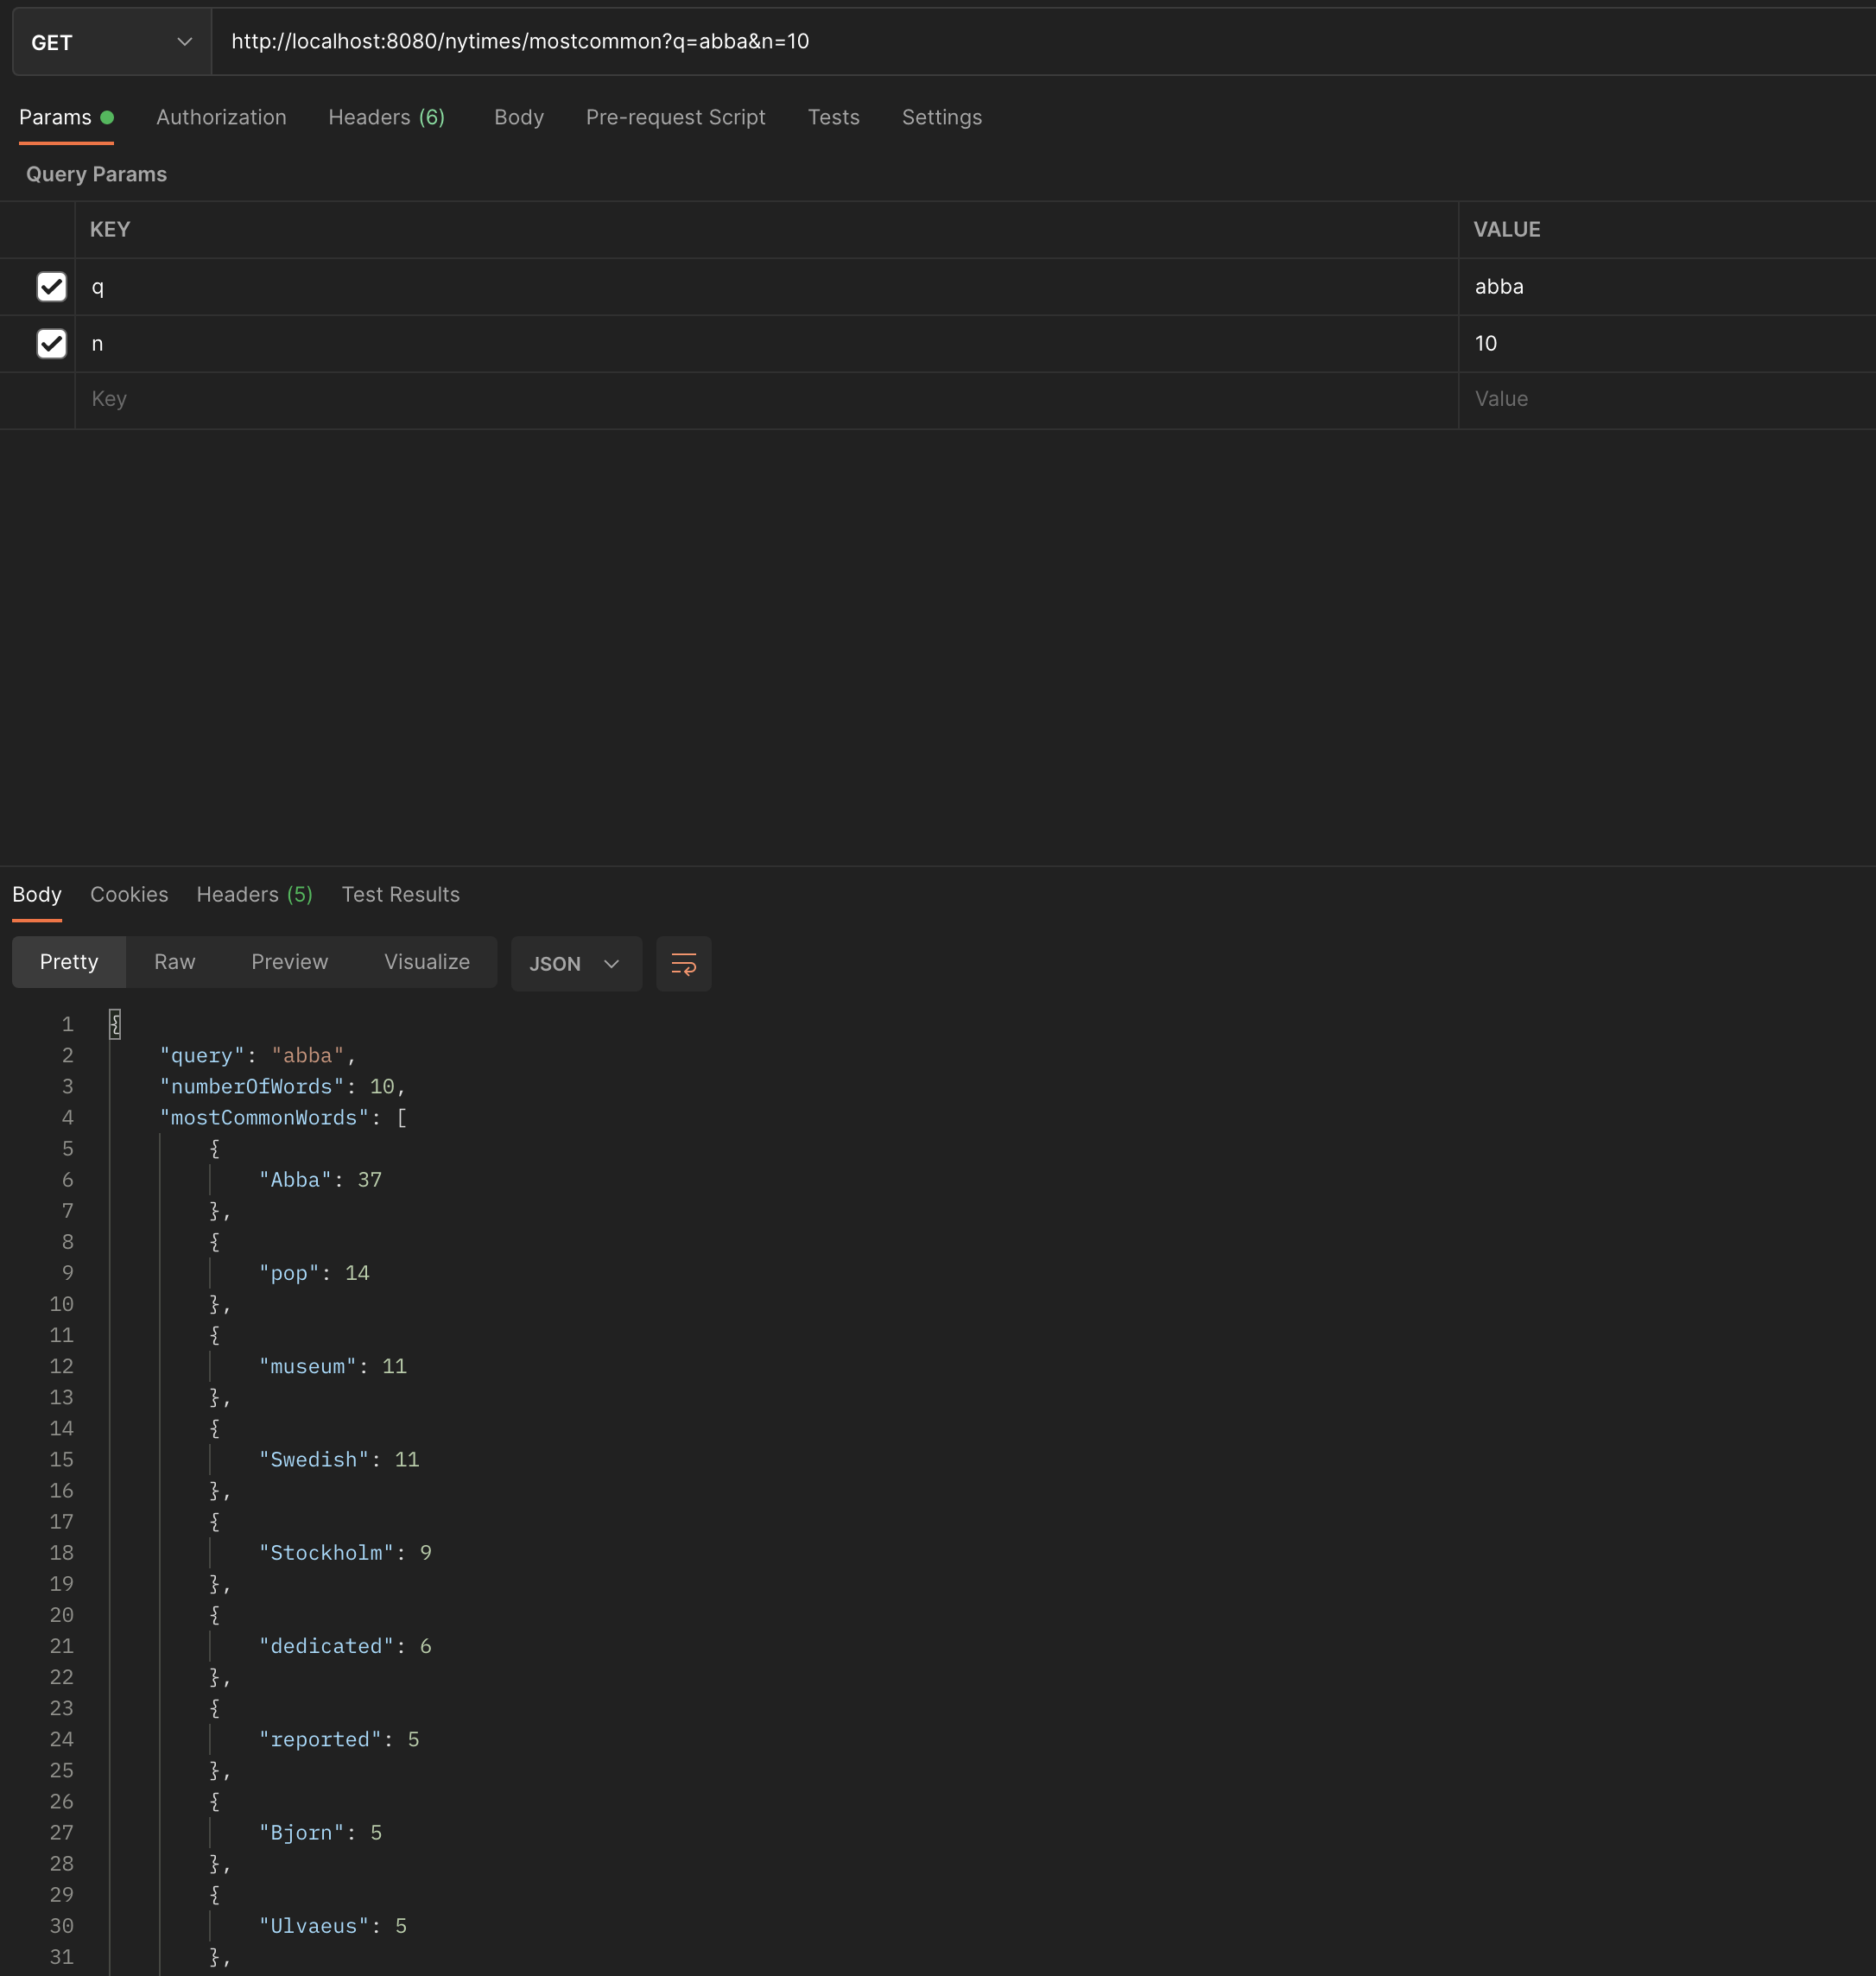 GET http://localhost:8080/nytimes/mostcommon?q=abba&n=10
Params Authorization Headers (6) Body Pre-request Script Tests Settings
Query Params
KEY VALUE
q abba
n 10
Key Value
Body Cookies Headers (5) Test Results
Pretty Raw Preview Visualize JSON
1 {
2 "query": "abba",
3 "numberOfWords": 10,
4 "mostCommonWords": [
5 {
6 "Abba": 37
7 },
8 {
9 "pop": 14
10 },
11 {
12 "museum": 11
13 },
14 {
15 "Swedish": 11
16 },
17 {
18 "Stockholm": 9
19 },
20 {
21 "dedicated": 6
22 },
23 {
24 "reported": 5
25 },
26 {
27 "Bjorn": 5
28 },
29 {
30 "Ulvaeus": 5
31 },